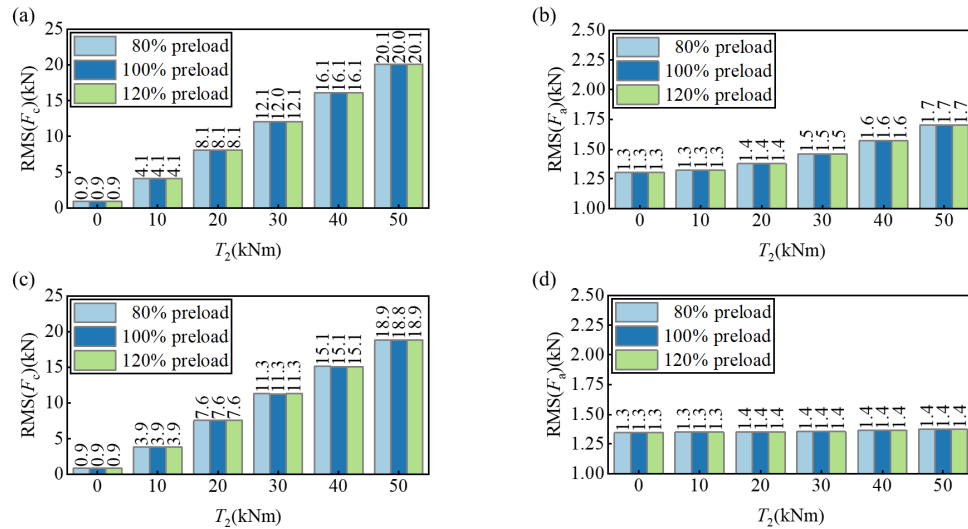 (a)
80% preload
100% preload
120% preload
RMS(Fc)(kN)
20
15
10
5
0
0.9 0.9 0.9
4.1 4.1 4.1
8.1 8.1 8.1
12.1 12.0 12.1
16.1 16.1 16.1
20.1 20.0 20.1
0 10 20 30 40 50
T2(kNm)
(b)
80% preload
100% preload
120% preload
RMS(Fa)(kN)
2.50
2.25
2.00
1.75
1.50
1.25
1.00
1.3 1.3 1.3
1.3 1.3 1.3
1.4 1.4 1.4
1.5 1.5 1.5
1.6 1.6 1.6
1.7 1.7 1.7
0 10 20 30 40 50
T2(kNm)
(c)
80% preload
100% preload
120% preload
RMS(Fc)(kN)
25
20
15
10
5
0
0.9 0.9 0.9
3.9 3.9 3.9
7.6 7.6 7.6
11.3 11.3 11.3
15.1 15.1 15.1
18.9 18.8 18.9
0 10 20 30 40 50
T2(kNm)
(d)
80% preload
100% preload
120% preload
RMS(Fa)(kN)
2.50
2.25
2.00
1.75
1.50
1.25
1.00
1.3 1.3 1.3
1.3 1.3 1.3
1.4 1.4 1.4
1.4 1.4 1.4
1.4 1.4 1.4
1.4 1.4 1.4
0 10 20 30 40 50
T2(kNm)